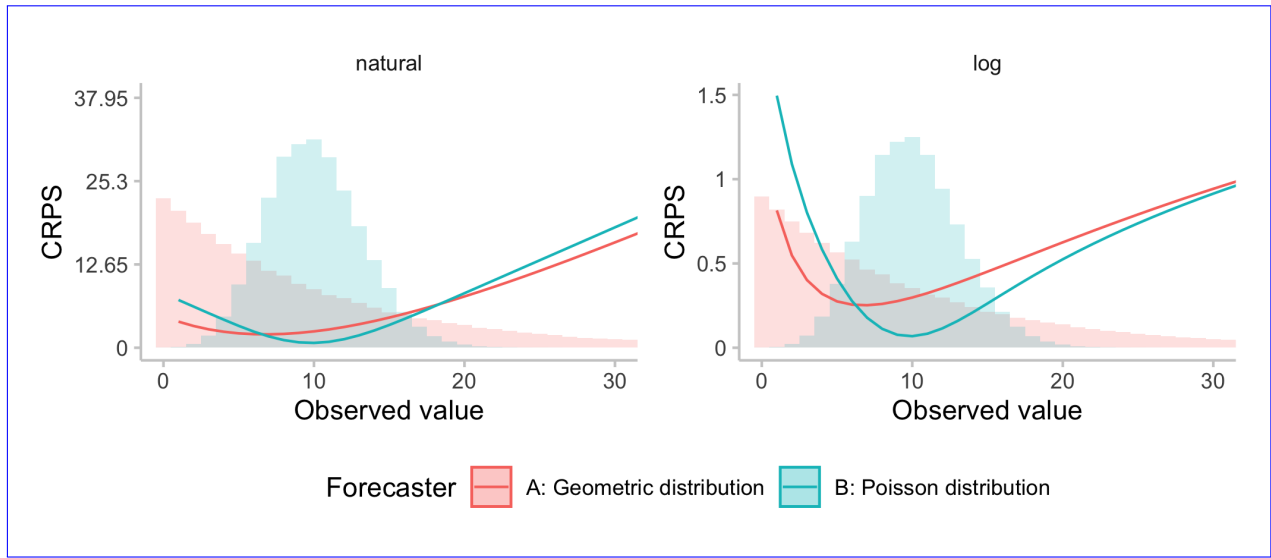 natural
log
CRPS
37.95
25.3
12.65
0
0 10 20 30
Observed value
CRPS
1.5
1
0.5
0
0 10 20 30
Observed value
Forecaster A: Geometric distribution B: Poisson distribution